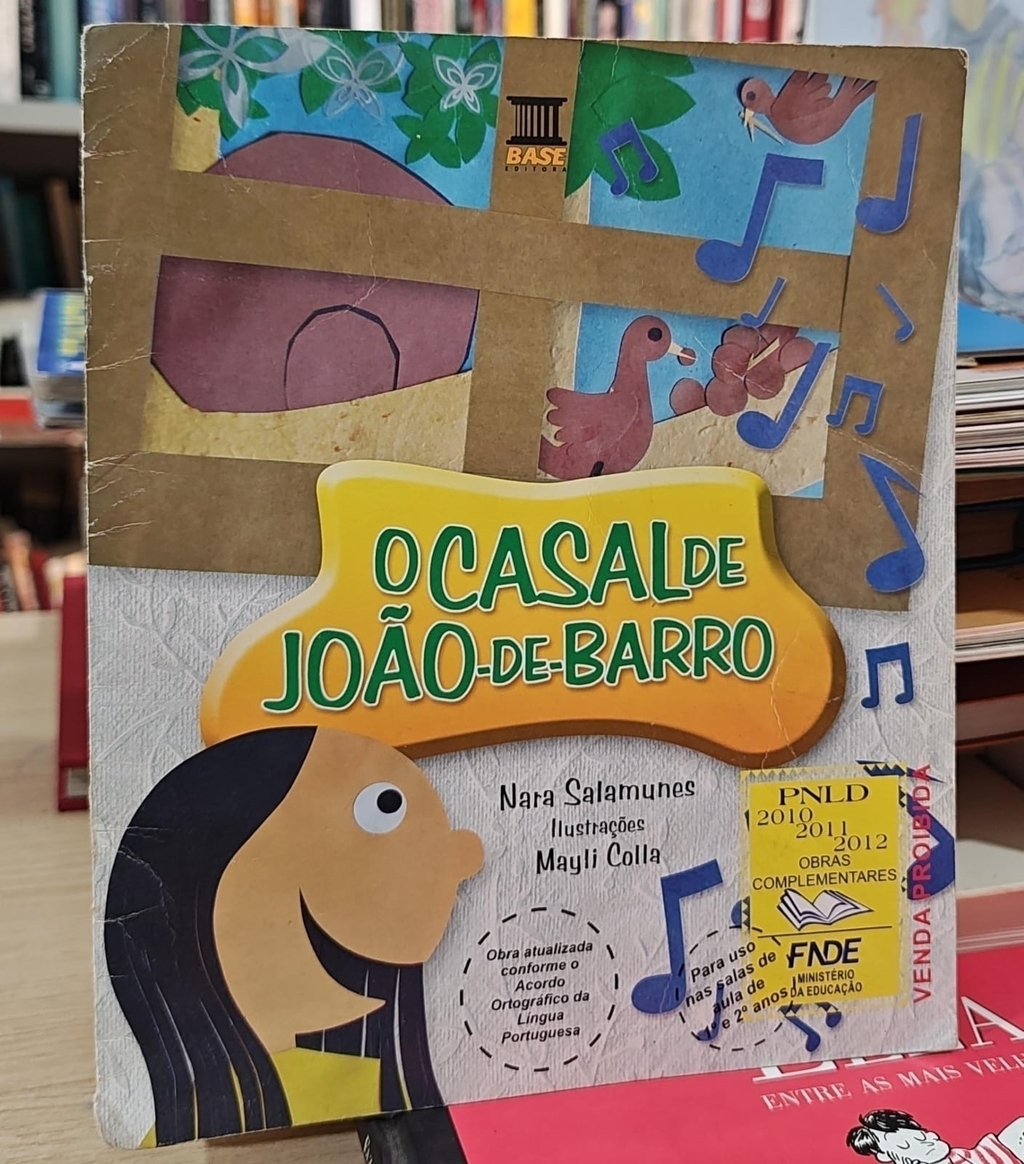 BASE
EDITORA
O CASAL DE
JOÃO-DE-BARRO
Nara Salamunes
Ilustrações
Mayli Colla
PNLD
2010
2011
2012
OBRAS
COMPLEMENTARES
FNDE
MINISTÉRIO
DA EDUCAÇÃO
VENDA PROIBIDA
Obra atualizada
conforme o
Acordo
Ortográfico da
Língua
Portuguesa
Para uso
nas salas de
aula de
1º e 2º anos
ENTRE AS MAIS